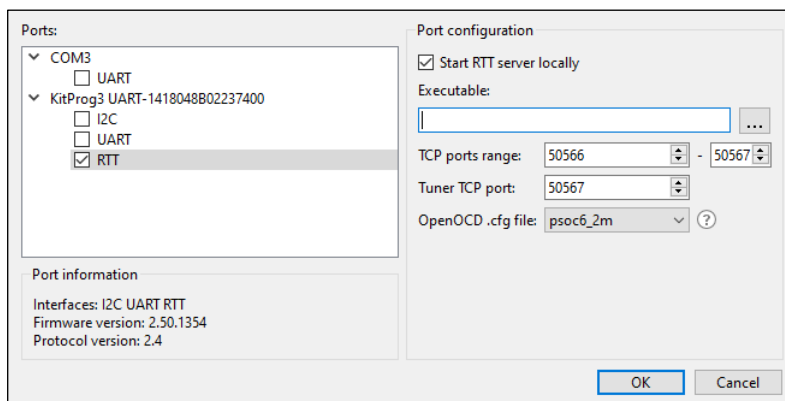 Ports:
COM3
UART
KitProg3 UART-1418048B02237400
I2C
UART
RTT
Port information
Interfaces: I2C UART RTT
Firmware version: 2.50.1354
Protocol version: 2.4
Port configuration
Start RTT server locally
Executable:
...
TCP ports range: 50566 - 50567
Tuner TCP port: 50567
OpenOCD .cfg file: psoc6_2m ?
OK Cancel